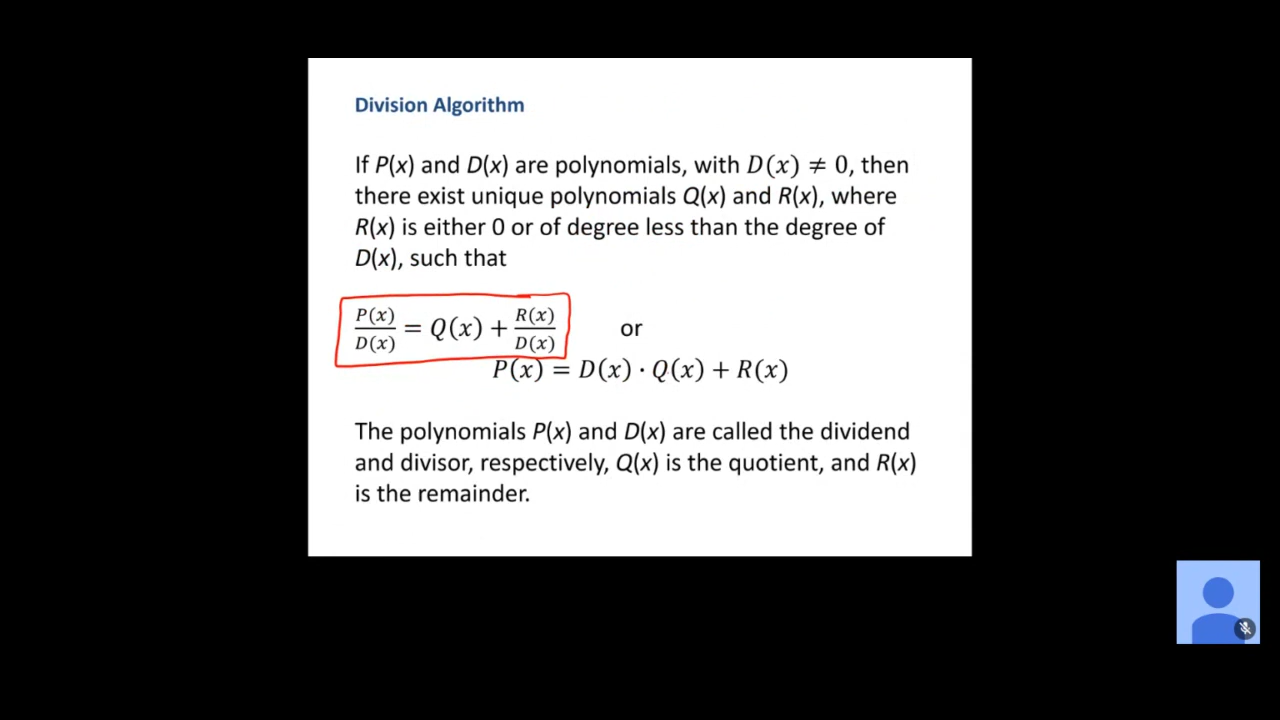 Division Algorithm
If P(x) and D(x) are polynomials, with D(x) ≠ 0, then
there exist unique polynomials Q(x) and R(x), where
R(x) is either 0 or of degree less than the degree of
D(x), such that
P(x)/D(x) = Q(x) + R(x)/D(x) or
P(x) = D(x) · Q(x) + R(x)
The polynomials P(x) and D(x) are called the dividend
and divisor, respectively, Q(x) is the quotient, and R(x)
is the remainder.